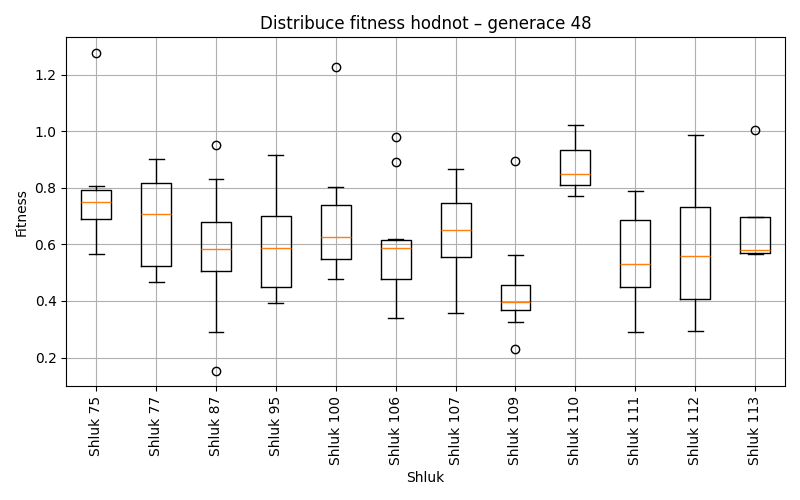 Distribuce fitness hodnot – generace 48
Fitness
1.2
1.0
0.8
0.6
0.4
0.2
Shluk 75
Shluk 77
Shluk 87
Shluk 95
Shluk 100
Shluk 106
Shluk 107
Shluk 109
Shluk 110
Shluk 111
Shluk 112
Shluk 113
Shluk